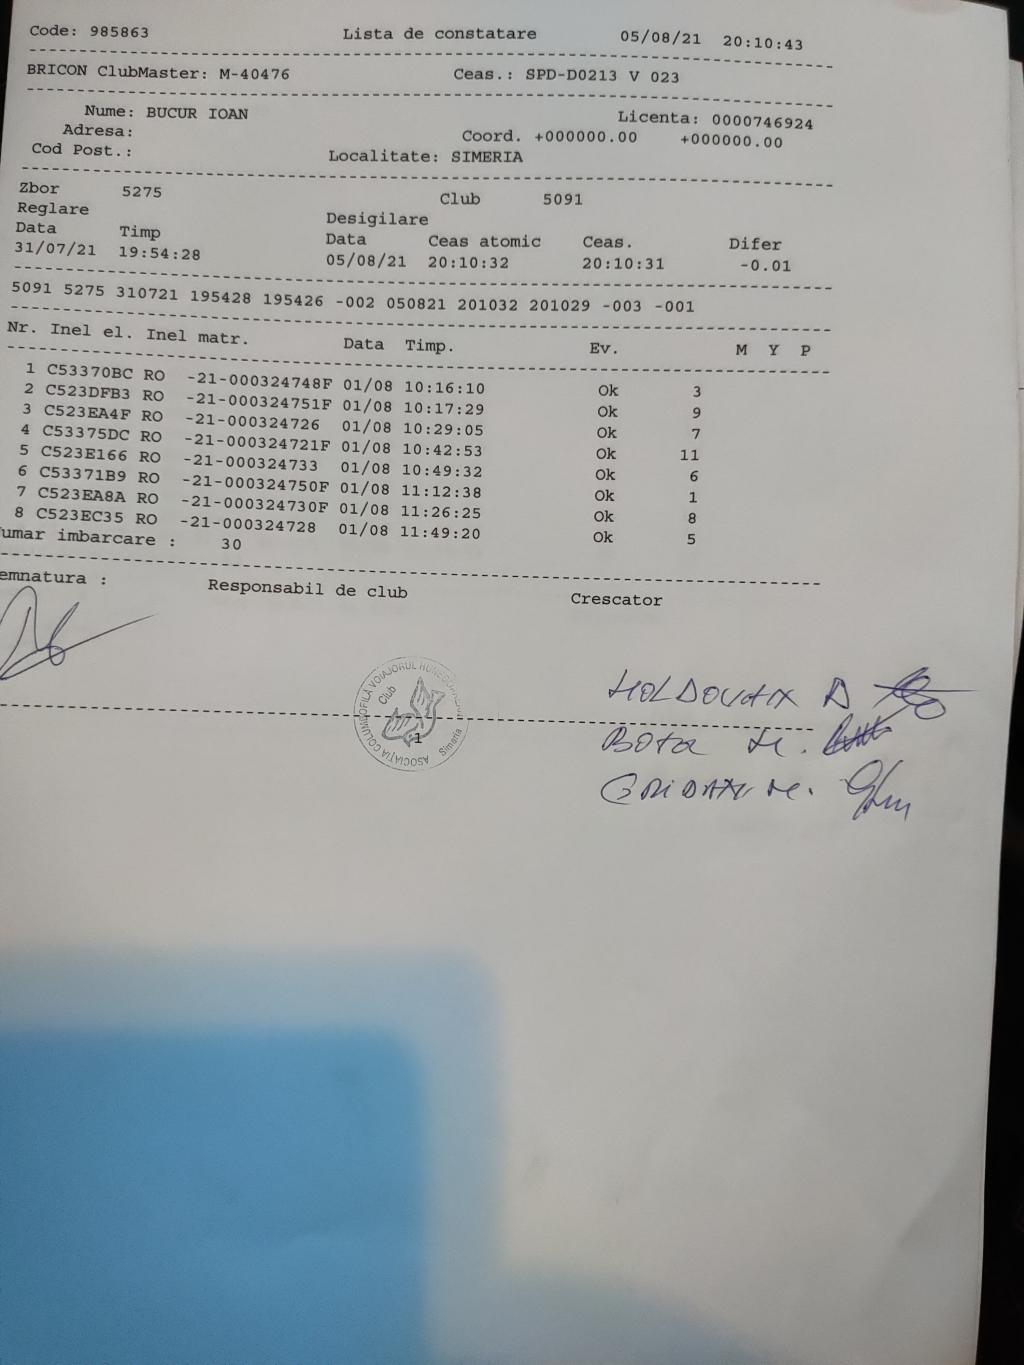 Code: 985863 Lista de constatare 05/08/21 20:10:43
BRICON ClubMaster: M-40476 Ceas.: SPD-D0213 V 023
Nume: BUCUR IOAN Licenta: 0000746924
Adresa: Coord. +000000.00 +000000.00
Cod Post.: Localitate: SIMERIA
Zbor 5275 Club 5091
Reglare Desigilare
Data Timp Data Ceas atomic Ceas. Difer
31/07/21 19:54:28 05/08/21 20:10:32 20:10:31 -0.01
5091 5275 310721 195428 195426 -002 050821 201032 201029 -003 -001
Nr. Inel el. Inel matr. Data Timp. Ev. M Y P
1 C53370BC RO -21-000324748F 01/08 10:16:10 Ok 3
2 C523DFB3 RO -21-000324751F 01/08 10:17:29 Ok 9
3 C523EA4F RO -21-000324726 01/08 10:29:05 Ok 7
4 C53375DC RO -21-000324721F 01/08 10:42:53 Ok 11
5 C523E166 RO -21-000324733 01/08 10:49:32 Ok 6
6 C53371B9 RO -21-000324750F 01/08 11:12:38 Ok 1
7 C523EA8A RO -21-000324730F 01/08 11:26:25 Ok 8
8 C523EC35 RO -21-000324728 01/08 11:49:20 Ok 5
umar imbarcare : 30
emnatura : Responsabil de club Crescator
ASOCIAȚIA COLUMBOFILĂ VOIAJORUL
Club
Simeria
1
MOLDOVAN A
BOTA M.